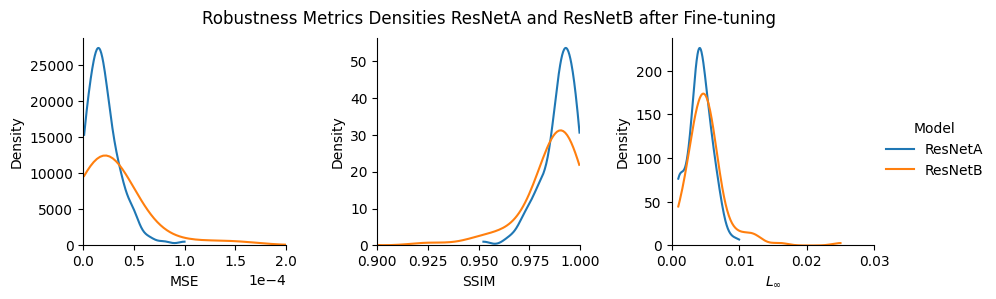 Robustness Metrics Densities ResNetA and ResNetB after Fine-tuning
Density
25000
20000
15000
10000
5000
0
0.0 0.5 1.0 1.5 2.0
MSE 1e−4
Density
50
40
30
20
10
0
0.900 0.925 0.950 0.975 1.000
SSIM
Density
200
150
100
50
0
0.00 0.01 0.02 0.03
L∞
Model
ResNetA
ResNetB